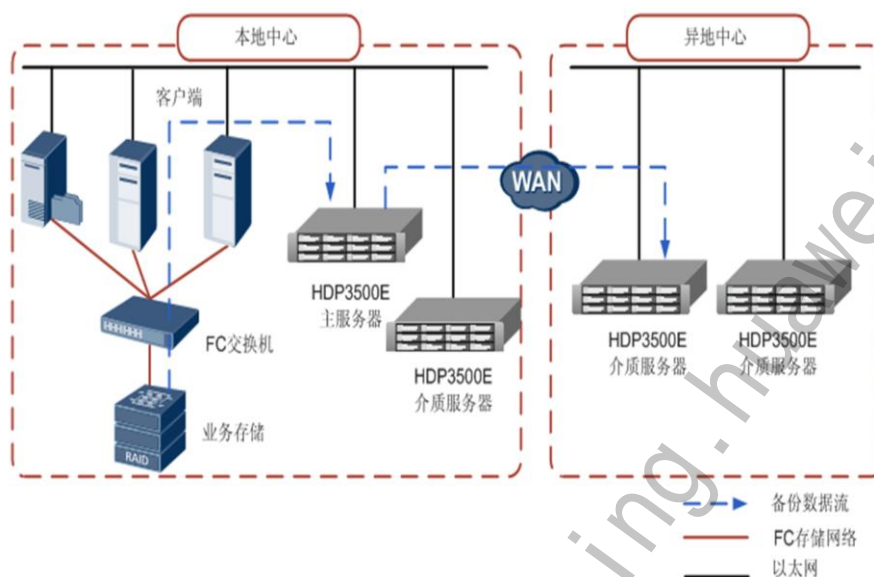 本地中心
异地中心
客户端
WAN
HDP3500E
主服务器
FC交换机
HDP3500E
介质服务器
HDP3500E
介质服务器
HDP3500E
介质服务器
业务存储
RAID
备份数据流
FC存储网络
以太网
ing.huawei